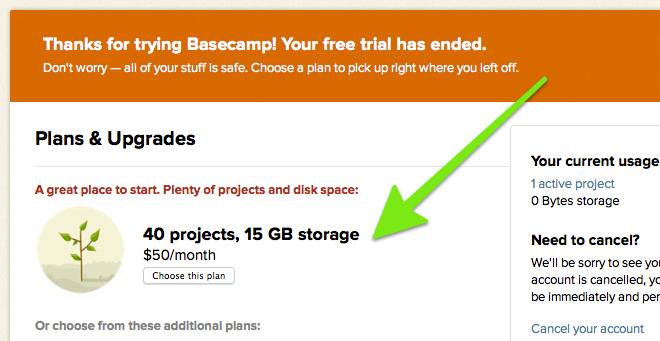 Thanks for trying Basecamp! Your free trial has ended.
Don't worry — all of your stuff is safe. Choose a plan to pick up right where you left off.
Plans & Upgrades
A great place to start. Plenty of projects and disk space:
40 projects, 15 GB storage
$50/month
Choose this plan
Or choose from these additional plans:
Your current usage
1 active project
0 Bytes storage
Need to cancel?
We'll be sorry to see you
account is cancelled, yo
be immediately and per
Cancel your account